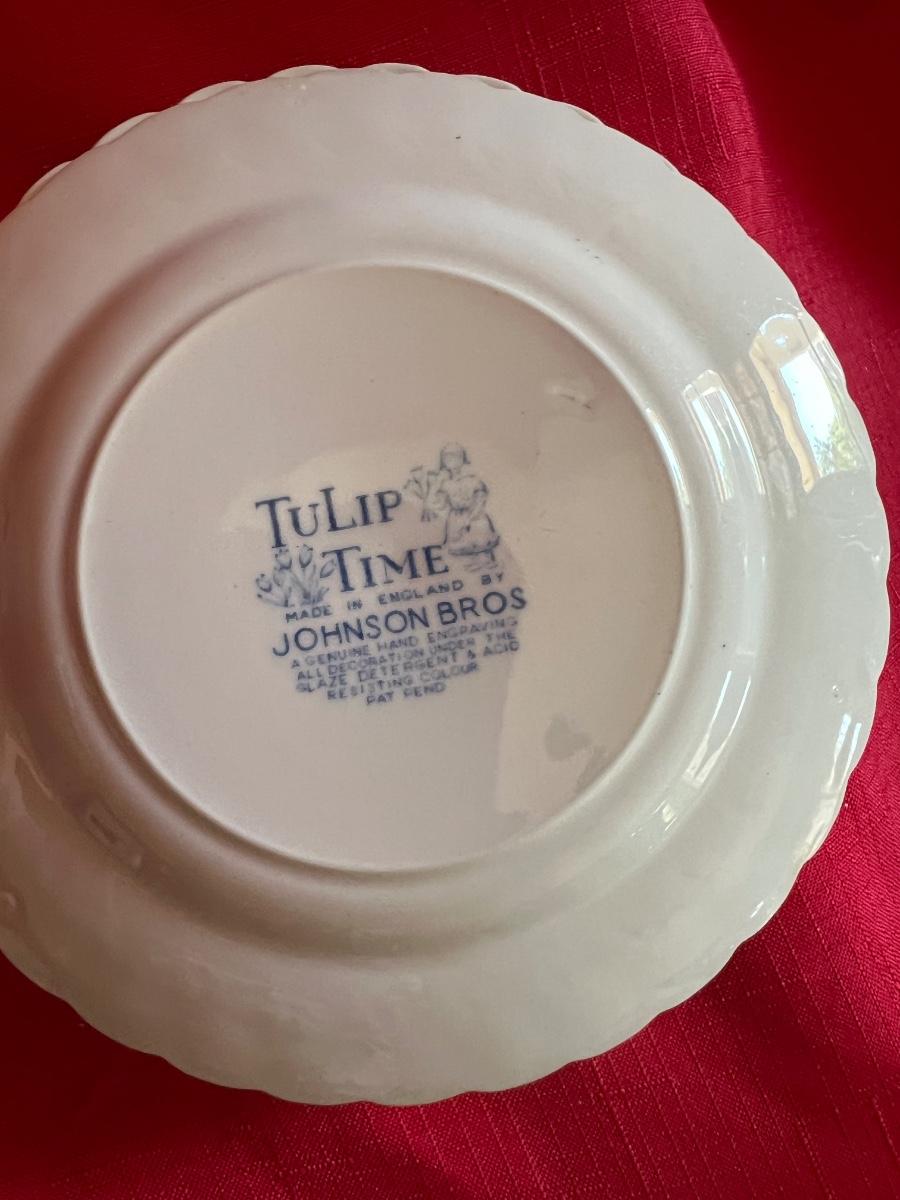 TULIP
TIME
MADE IN ENGLAND BY
JOHNSON BROS
A GENUINE HAND ENGRAVING
ALL DECORATION UNDER THE
GLAZE DETERGENT & ACID
RESISTING COLOUR
PAT PEND